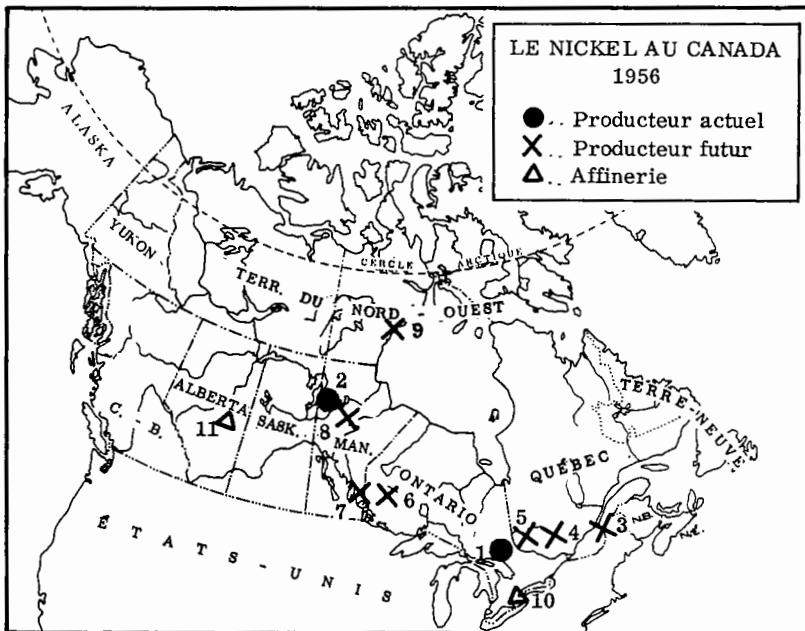 LE NICKEL AU CANADA
1956
Producteur actuel
Producteur futur
Affinerie
ALASKA
YUKON
TERR. DU
NORD - OUEST
CERCLE ARCTIQUE
9
2
ALBERTA
SASK.
MAN.
C. - B.
11
8
TERRE-NEUVE
QUÉBEC
ONTARIO
7
6
5
4
3
N.B.
N.É.
1
10
ÉTATS-UNIS